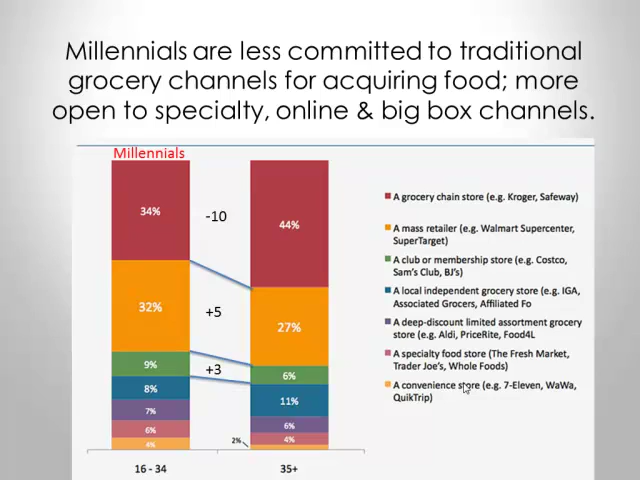 Millennials are less committed to traditional
grocery channels for acquiring food; more
open to specialty, online & big box channels.
Millennials
34%
-10
44%
32%
+5
27%
9%
+3
6%
8%
11%
7%
6%
6%
4%
4%
2%
16 - 34
35+
A grocery chain store (e.g. Kroger, Safeway)
A mass retailer (e.g. Walmart Supercenter,
SuperTarget)
A club or membership store (e.g. Costco,
Sam's Club, BJ's)
A local independent grocery store (e.g. IGA,
Associated Grocers, Affiliated Fo
A deep-discount limited assortment grocery
store (e.g. Aldi, PriceRite, Food4L
A specialty food store (The Fresh Market,
Trader Joe's, Whole Foods)
A convenience store (e.g. 7-Eleven, WaWa,
QuikTrip)